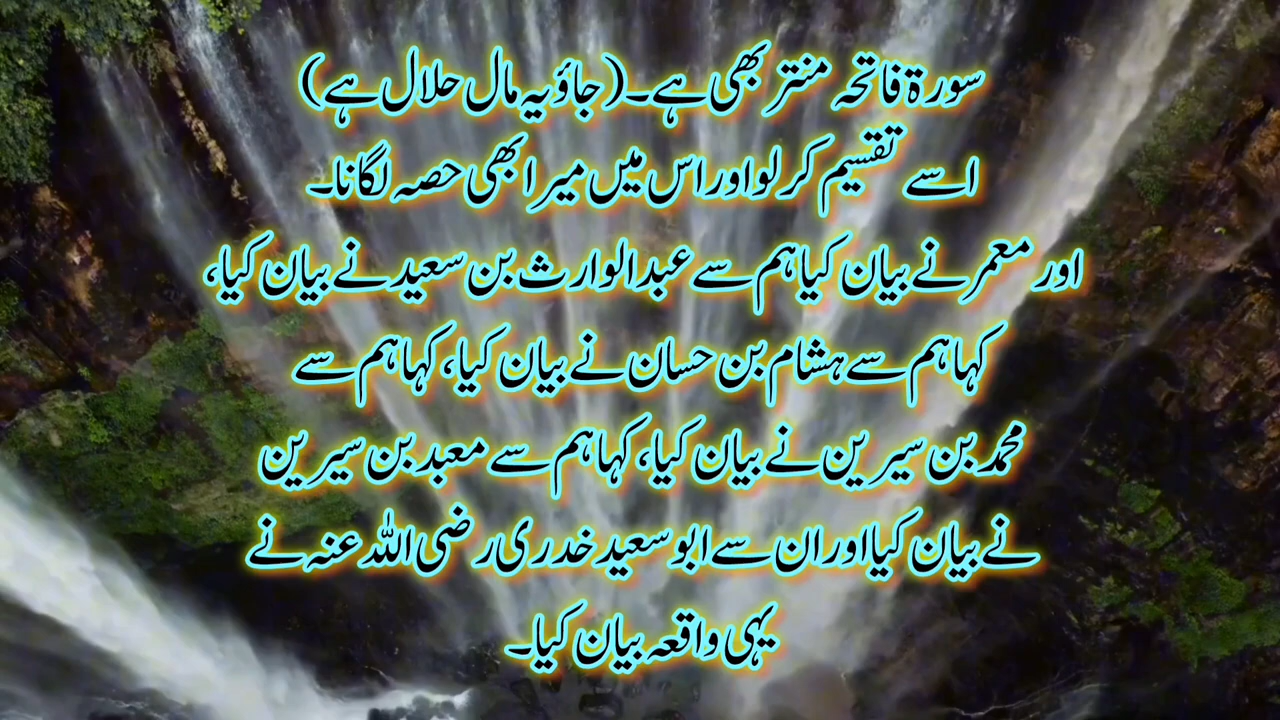 سورۃ فاتحہ منتر بھی ہے۔(جاؤ یہ مال حلال ہے)
اسے تقسیم کر لو اور اس میں میرا بھی حصہ لگانا۔
اور معمر نے بیان کیا ہم سے عبدالوارث بن سعید نے بیان کیا،
کہا ہم سے ہشام بن حسان نے بیان کیا، کہا ہم سے
محمد بن سیرین نے بیان کیا، کہا ہم سے معبد بن سیرین
نے بیان کیا اور ان سے ابو سعید خدری رضی اللہ عنہ نے
یہی واقعہ بیان کیا۔